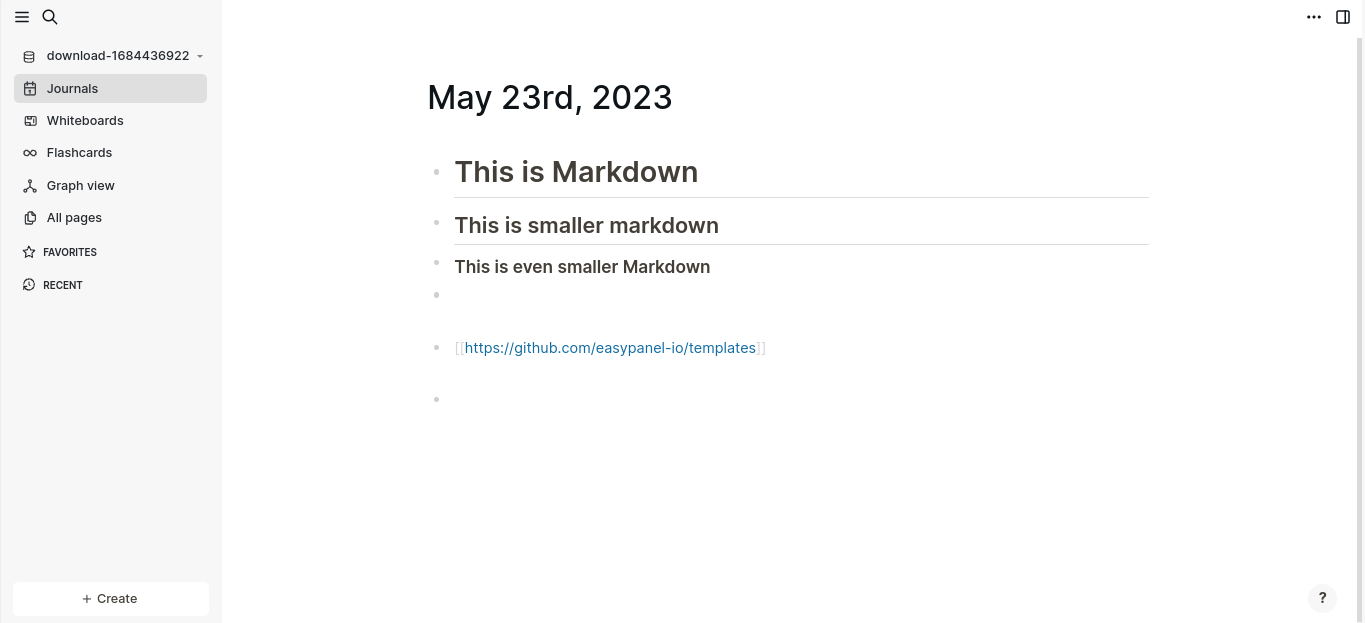 download-1684436922
Journals
Whiteboards
Flashcards
Graph view
All pages
FAVORITES
RECENT
+ Create
May 23rd, 2023
This is Markdown
This is smaller markdown
This is even smaller Markdown
[[https://github.com/easypanel-io/templates]]
?